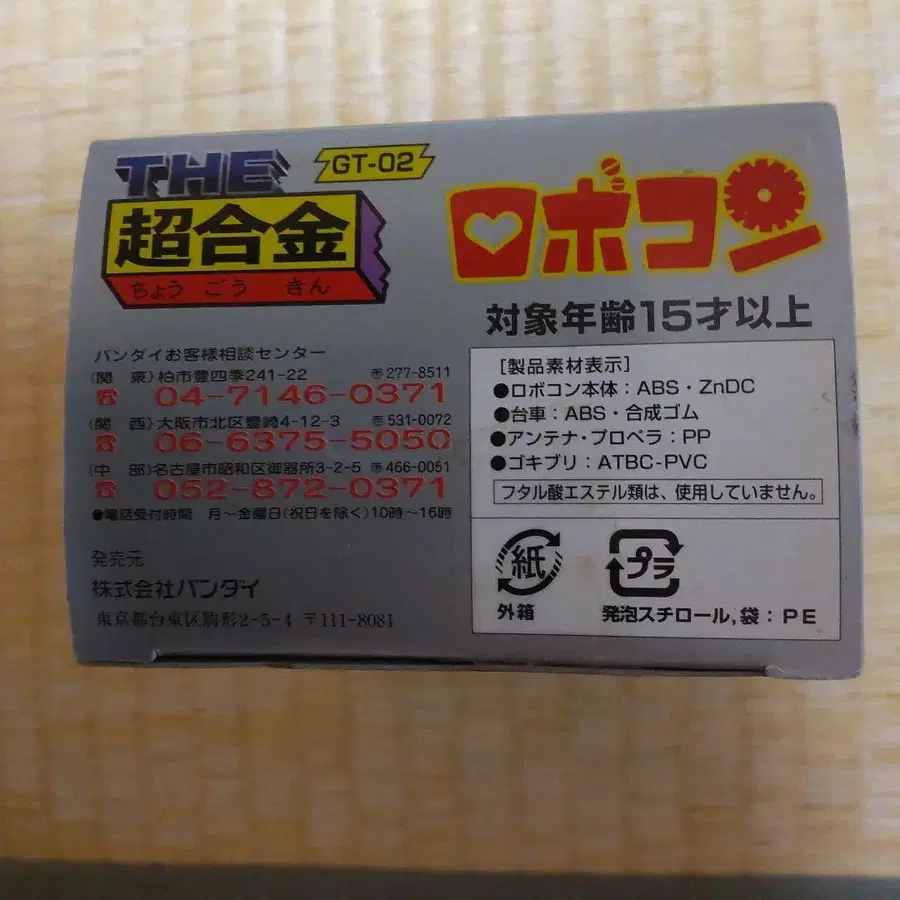 THE
GT-02
超合金
ちょう ごう きん
ロボコン
対象年齢15才以上
バンダイお客様相談センター
(関 東)柏市豊四季241-22 〒277-8511
☎ 04-7146-0371
(関 西)大阪市北区豊崎4-12-3 〒531-0072
☎ 06-6375-5050
(中 部)名古屋市昭和区御器所3-2-5 〒466-0051
☎ 052-872-0371
●電話受付時間 月〜金曜日(祝日を除く)10時〜16時
発売元
株式会社バンダイ
東京都台東区駒形2-5-4 〒111-8081
[製品素材表示]
●ロボコン本体：ABS・ZnDC
●台車：ABS・合成ゴム
●アンテナ・プロペラ：PP
●ゴキブリ：ATBC-PVC
フタル酸エステル類は、使用していません。
紙
外箱
プラ
発泡スチロール,袋：PE